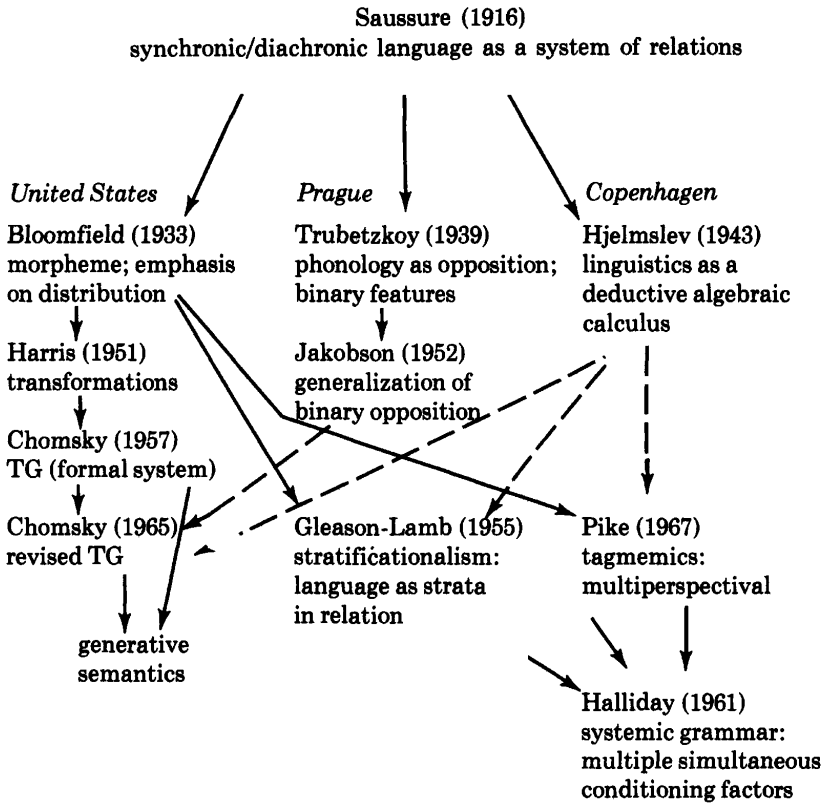 Saussure (1916)
synchronic/diachronic language as a system of relations
United States
Bloomfield (1933)
morpheme; emphasis
on distribution
Harris (1951)
transformations
Chomsky (1957)
TG (formal system)
Chomsky (1965)
revised TG
generative
semantics
Prague
Trubetzkoy (1939)
phonology as opposition;
binary features
Jakobson (1952)
generalization of
binary opposition
Gleason-Lamb (1955)
stratificationalism:
language as strata
in relation
Copenhagen
Hjelmslev (1943)
linguistics as a
deductive algebraic
calculus
Pike (1967)
tagmemics:
multiperspectival
Halliday (1961)
systemic grammar:
multiple simultaneous
conditioning factors